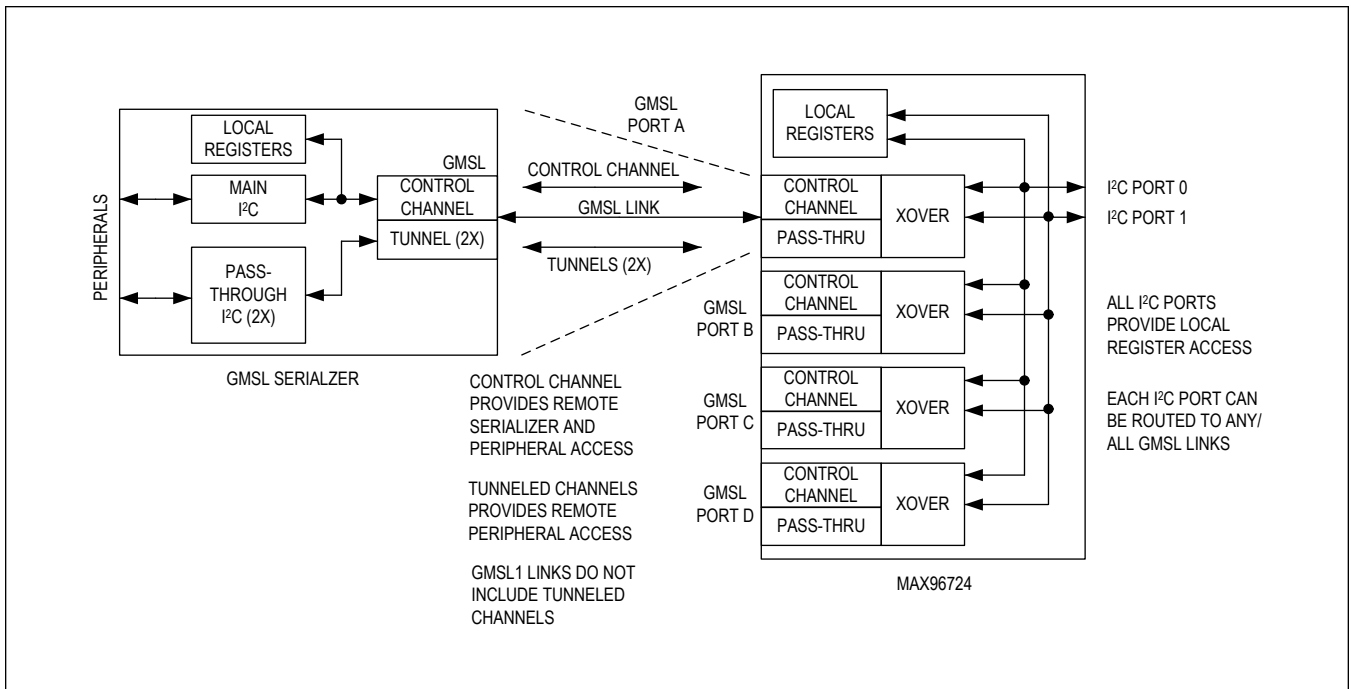 LOCAL
REGISTERS
MAIN
I²C
PASS-
THROUGH
I²C (2X)
PERIPHERALS
GMSL
CONTROL
CHANNEL
TUNNEL (2X)
GMSL SERIALZER
GMSL
PORT A
CONTROL CHANNEL
GMSL LINK
TUNNELS (2X)
CONTROL CHANNEL
PROVIDES REMOTE
SERIALIZER AND
PERIPHERAL ACCESS
TUNNELED CHANNELS
PROVIDES REMOTE
PERIPHERAL ACCESS
GMSL1 LINKS DO NOT
INCLUDE TUNNELED
CHANNELS
LOCAL
REGISTERS
CONTROL
CHANNEL
PASS-THRU
XOVER
GMSL
PORT B
CONTROL
CHANNEL
PASS-THRU
XOVER
GMSL
PORT C
CONTROL
CHANNEL
PASS-THRU
XOVER
GMSL
PORT D
CONTROL
CHANNEL
PASS-THRU
XOVER
MAX96724
I²C PORT 0
I²C PORT 1
ALL I²C PORTS
PROVIDE LOCAL
REGISTER ACCESS
EACH I²C PORT CAN
BE ROUTED TO ANY/
ALL GMSL LINKS